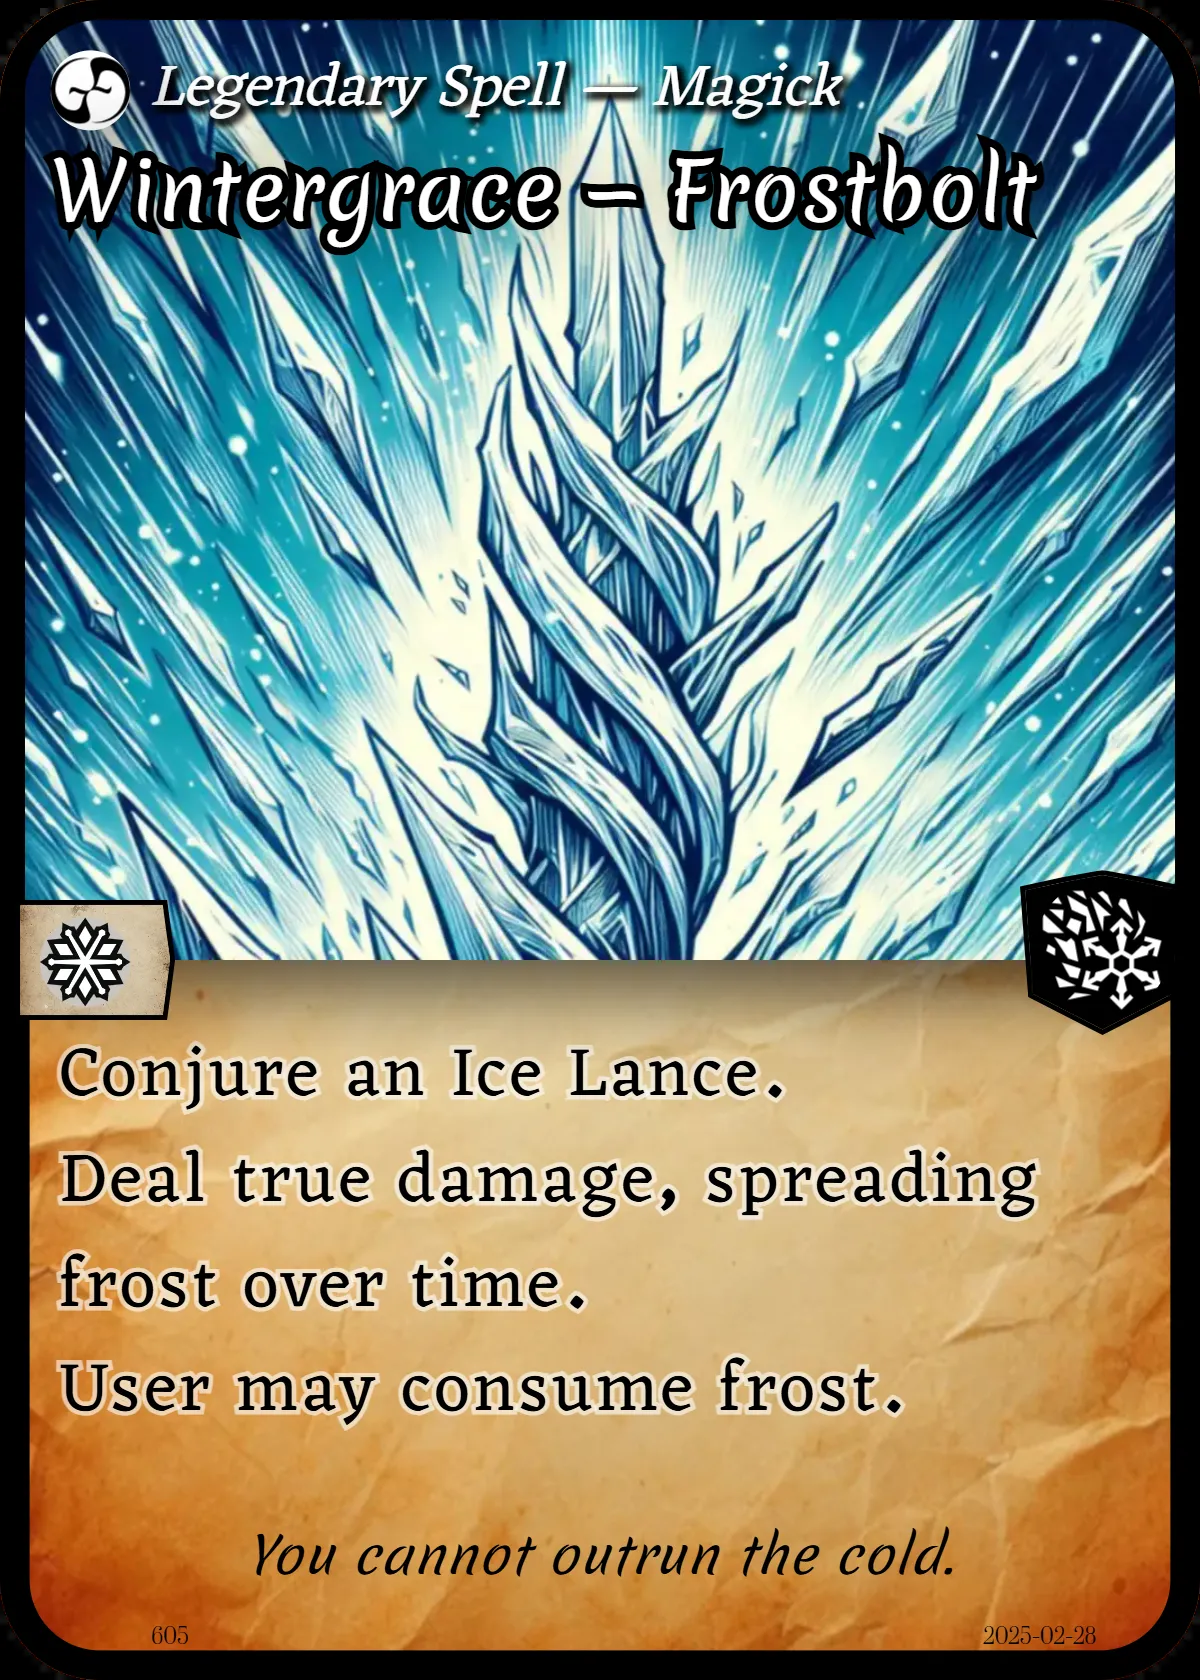 Legendary Spell — Magick
Wintergrace – Frostbolt
Conjure an Ice Lance.
Deal true damage, spreading
frost over time.
User may consume frost.
You cannot outrun the cold.
605
2025-02-28